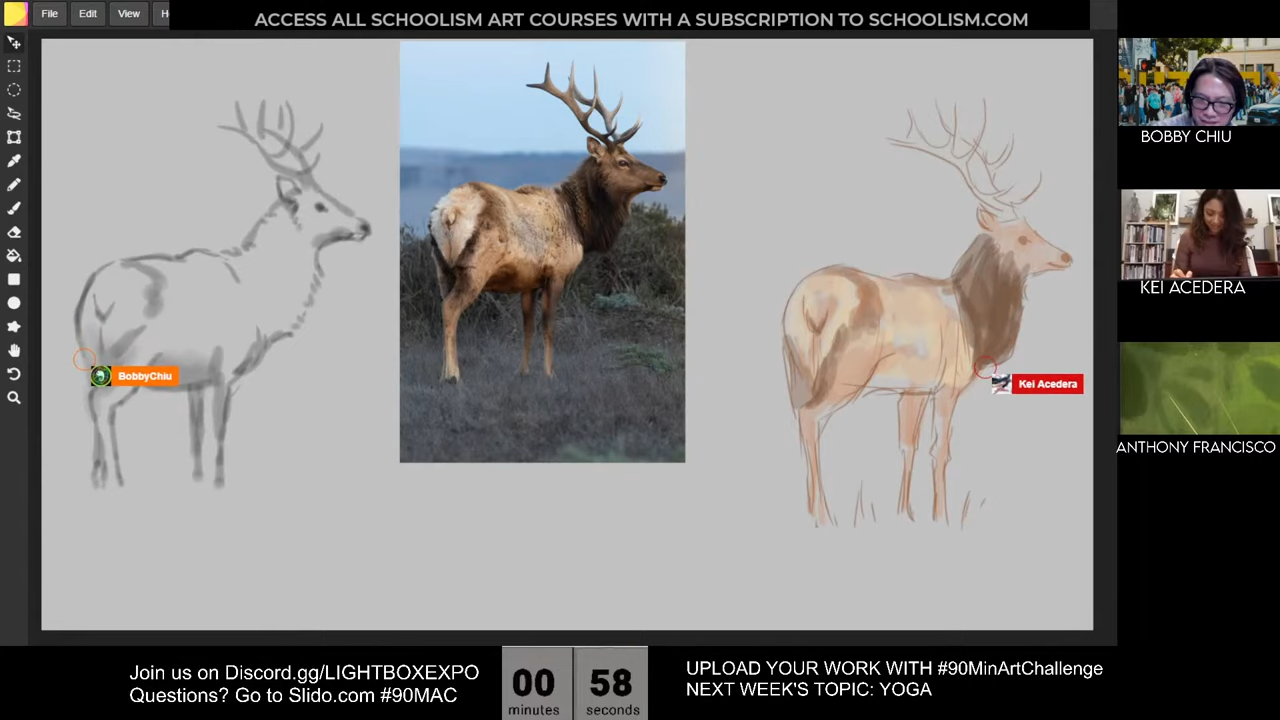 File Edit View H
ACCESS ALL SCHOOLISM ART COURSES WITH A SUBSCRIPTION TO SCHOOLISM.COM
BOBBY CHIU
KEI ACEDERA
BobbyChiu
Kei Acedera
ANTHONY FRANCISCO
Join us on Discord.gg/LIGHTBOXEXPO
Questions? Go to Slido.com #90MAC
00 58
minutes seconds
UPLOAD YOUR WORK WITH #90MinArtChallenge
NEXT WEEK'S TOPIC: YOGA